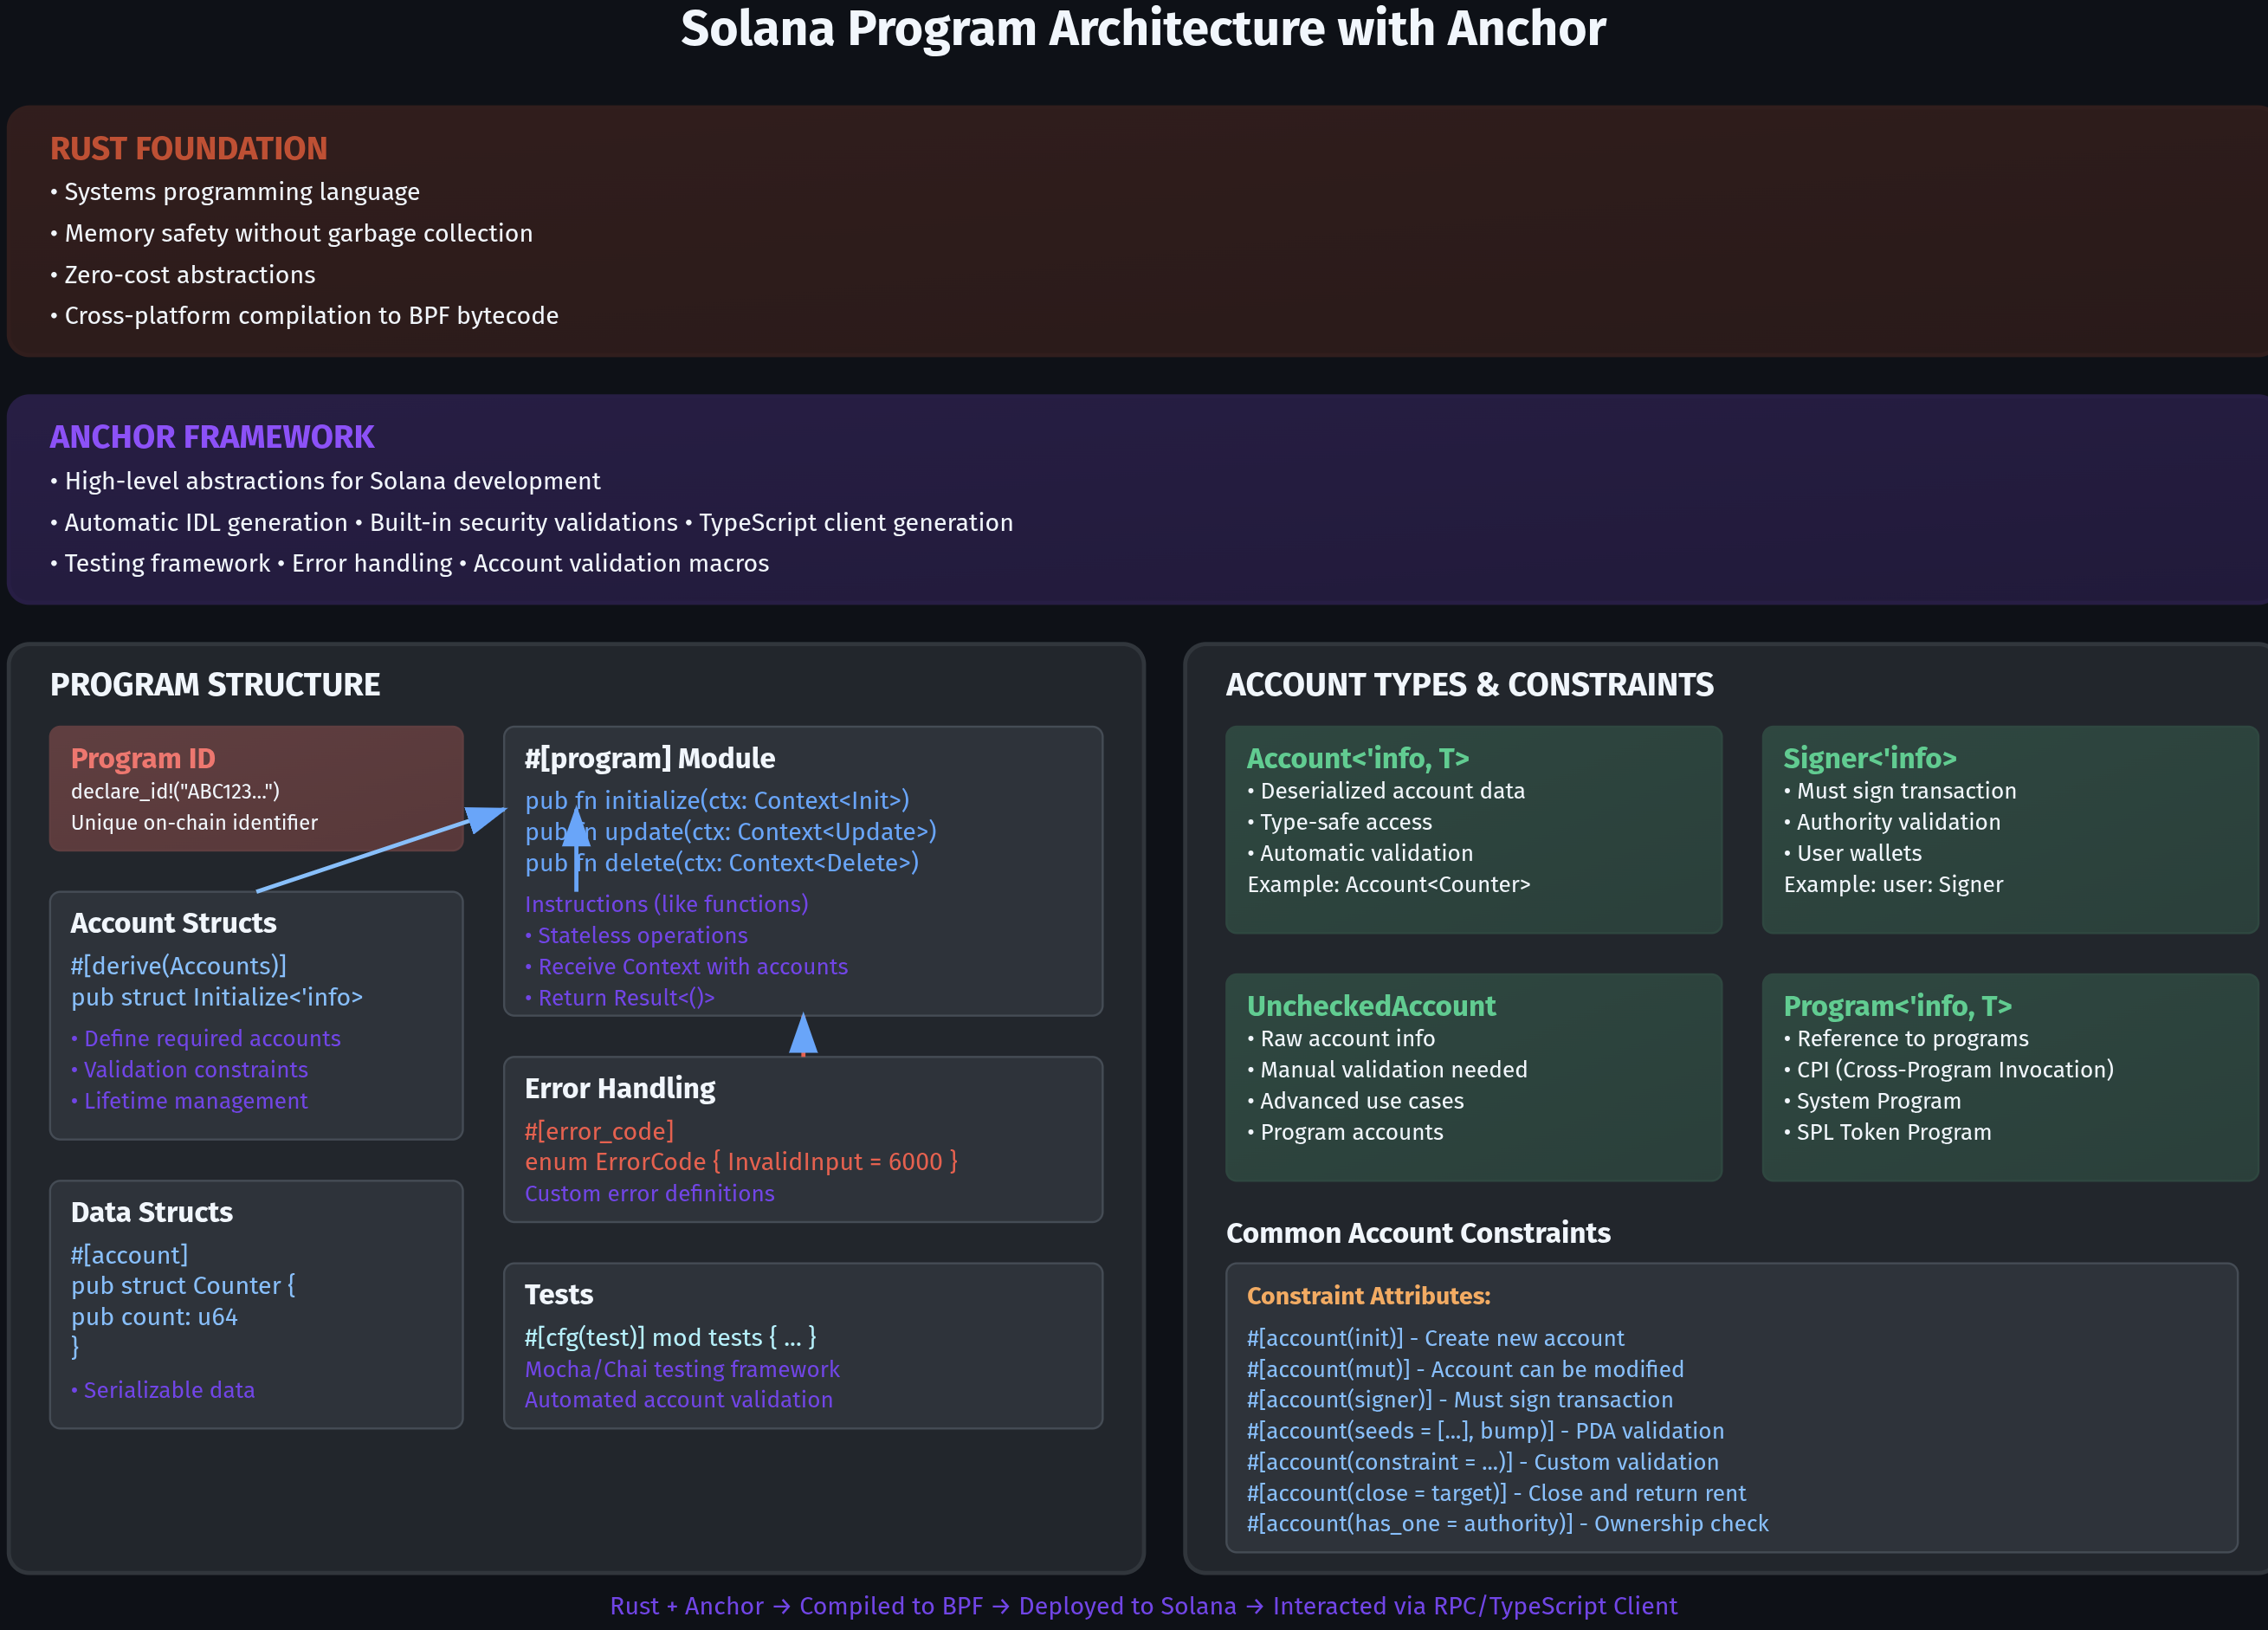 Solana Program Architecture with Anchor
RUST FOUNDATION
• Systems programming language
• Memory safety without garbage collection
• Zero-cost abstractions
• Cross-platform compilation to BPF bytecode
ANCHOR FRAMEWORK
• High-level abstractions for Solana development
• Automatic IDL generation • Built-in security validations • TypeScript client generation
• Testing framework • Error handling • Account validation macros
PROGRAM STRUCTURE
Program ID
declare_id!("ABC123...")
Unique on-chain identifier
Account Structs
#[derive(Accounts)]
pub struct Initialize<'info>
• Define required accounts
• Validation constraints
• Lifetime management
Data Structs
#[account]
pub struct Counter {
pub count: u64
}
• Serializable data
#[program] Module
pub fn initialize(ctx: Context<Init>)
pub fn update(ctx: Context<Update>)
pub fn delete(ctx: Context<Delete>)
Instructions (like functions)
• Stateless operations
• Receive Context with accounts
• Return Result<()>
Error Handling
#[error_code]
enum ErrorCode { InvalidInput = 6000 }
Custom error definitions
Tests
#[cfg(test)] mod tests { ... }
Mocha/Chai testing framework
Automated account validation
ACCOUNT TYPES & CONSTRAINTS
Account<'info, T>
• Deserialized account data
• Type-safe access
• Automatic validation
Example: Account<Counter>
Signer<'info>
• Must sign transaction
• Authority validation
• User wallets
Example: user: Signer
UncheckedAccount
• Raw account info
• Manual validation needed
• Advanced use cases
• Program accounts
Program<'info, T>
• Reference to programs
• CPI (Cross-Program Invocation)
• System Program
• SPL Token Program
Common Account Constraints
Constraint Attributes:
#[account(init)] - Create new account
#[account(mut)] - Account can be modified
#[account(signer)] - Must sign transaction
#[account(seeds = [...], bump)] - PDA validation
#[account(constraint = ...)] - Custom validation
#[account(close = target)] - Close and return rent
#[account(has_one = authority)] - Ownership check
Rust + Anchor → Compiled to BPF → Deployed to Solana → Interacted via RPC/TypeScript Client